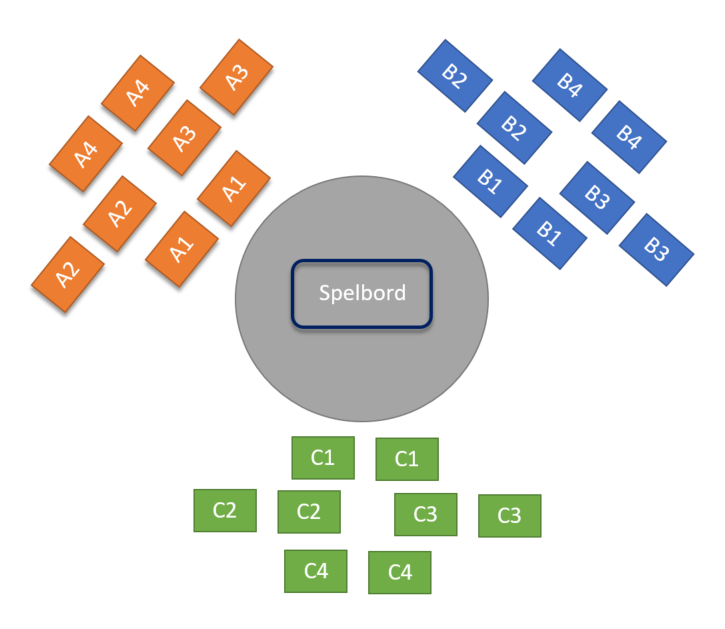 A3
A4
A3
A4
A1
A2
A1
A2
B2
B4
B2
B4
B1
B3
B1
B3
Spelbord
C1 C1
C2 C2 C3 C3
C4 C4